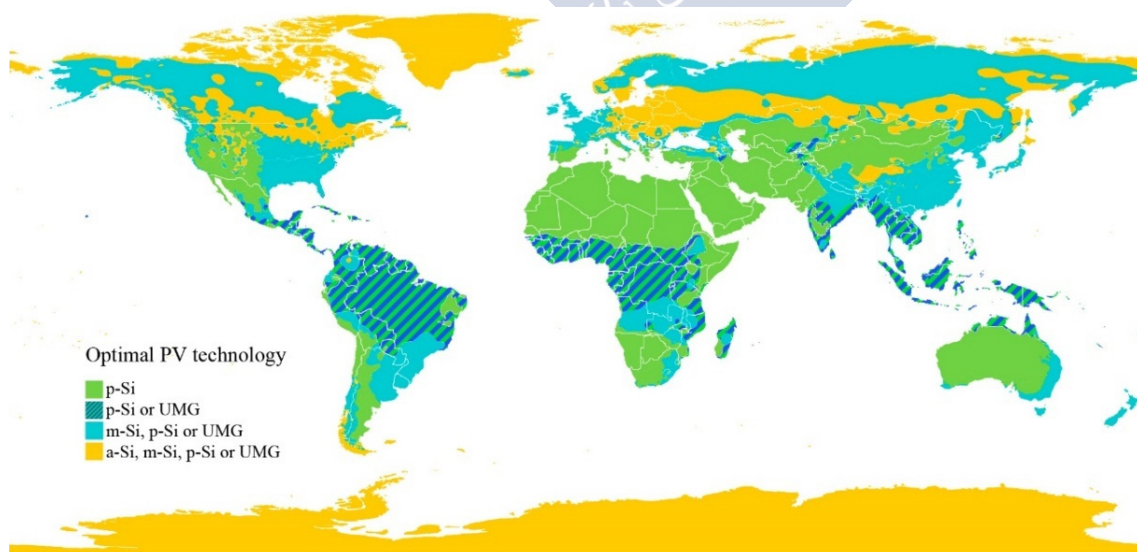 Optimal PV technology
p-Si
p-Si or UMG
m-Si, p-Si or UMG
a-Si, m-Si, p-Si or UMG